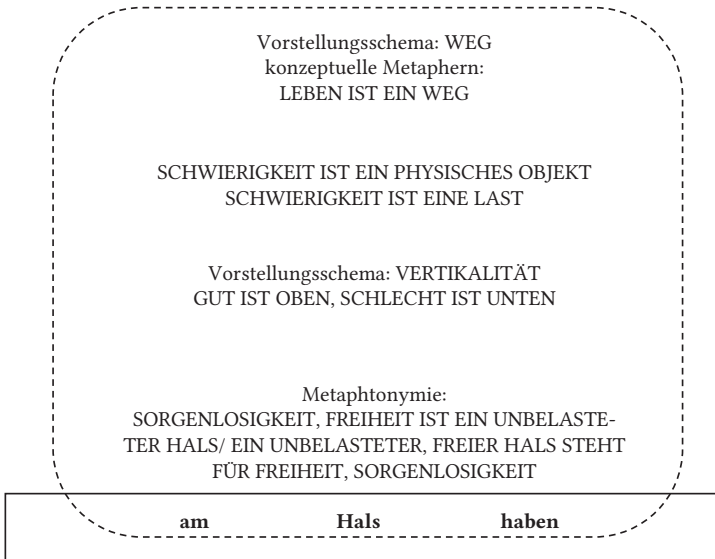 Vorstellungsschema: WEG
konzeptuelle Metaphern:
LEBEN IST EIN WEG
SCHWIERIGKEIT IST EIN PHYSISCHES OBJEKT
SCHWIERIGKEIT IST EINE LAST
Vorstellungsschema: VERTIKALITÄT
GUT IST OBEN, SCHLECHT IST UNTEN
Metaphtonymie:
SORGENLOSIGKEIT, FREIHEIT IST EIN UNBELASTE-
TER HALS/ EIN UNBELASTETER, FREIER HALS STEHT
FÜR FREIHEIT, SORGENLOSIGKEIT
am Hals haben